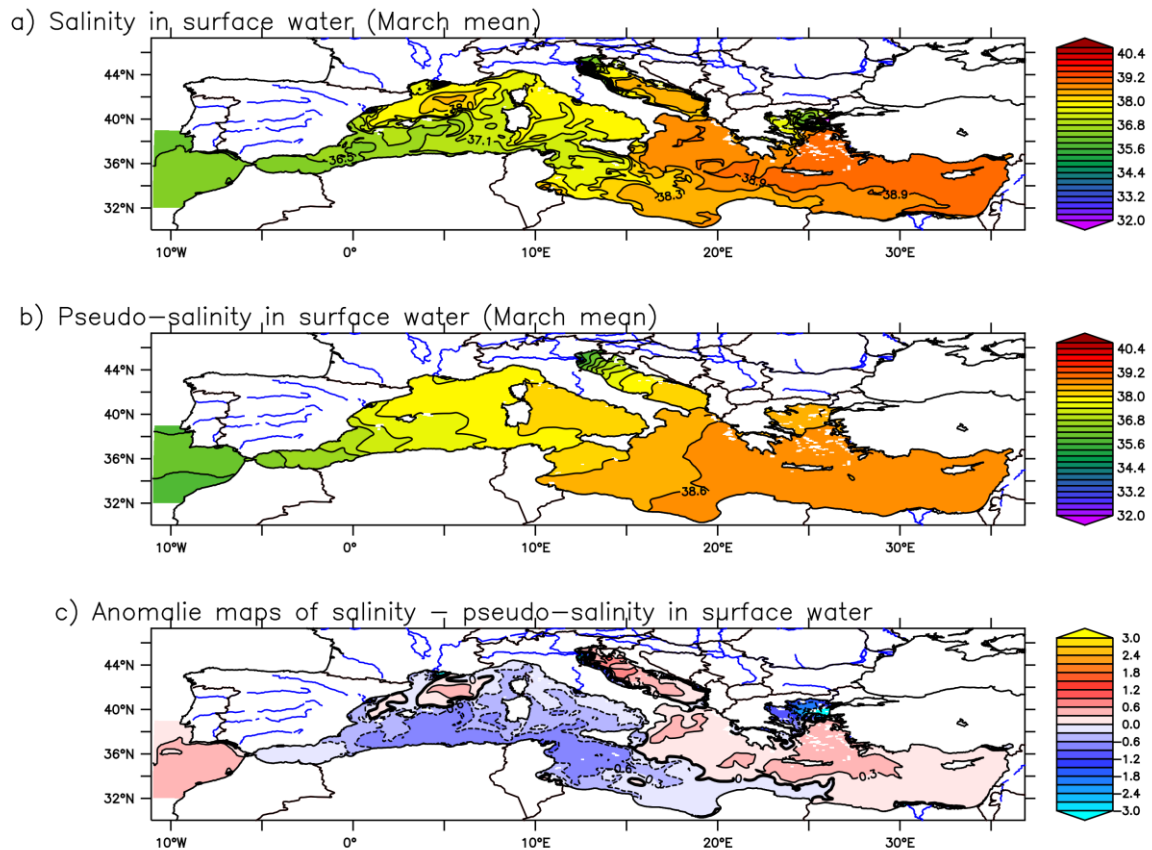 a) Salinity in surface water (March mean)
44°N
40°N
36°N
32°N
10°W
0°
10°E
20°E
30°E
38.0
37.1
36.5
38.3
38.9
38.9
40.4
39.2
38.0
36.8
35.6
34.4
33.2
32.0
b) Pseudo-salinity in surface water (March mean)
44°N
40°N
36°N
32°N
10°W
0°
10°E
20°E
30°E
38.6
40.4
39.2
38.0
36.8
35.6
34.4
33.2
32.0
c) Anomalie maps of salinity - pseudo-salinity in surface water
44°N
40°N
36°N
32°N
10°W
0°
10°E
20°E
30°E
0
0
0.3
3.0
2.4
1.8
1.2
0.6
0.0
-0.6
-1.2
-1.8
-2.4
-3.0